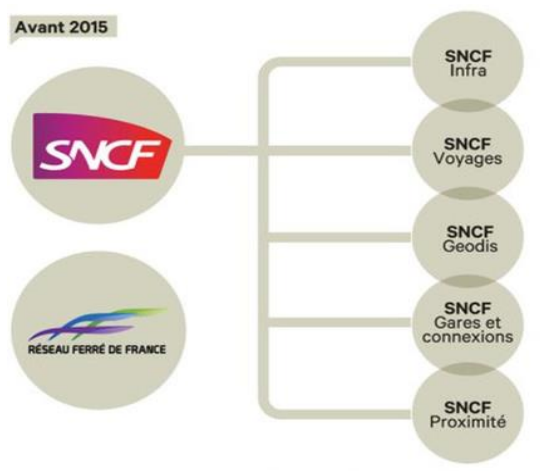 Avant 2015
SNCF
RÉSEAU FERRÉ DE FRANCE
SNCF
Infra
SNCF
Voyages
SNCF
Geodis
SNCF
Gares et
connexions
SNCF
Proximité